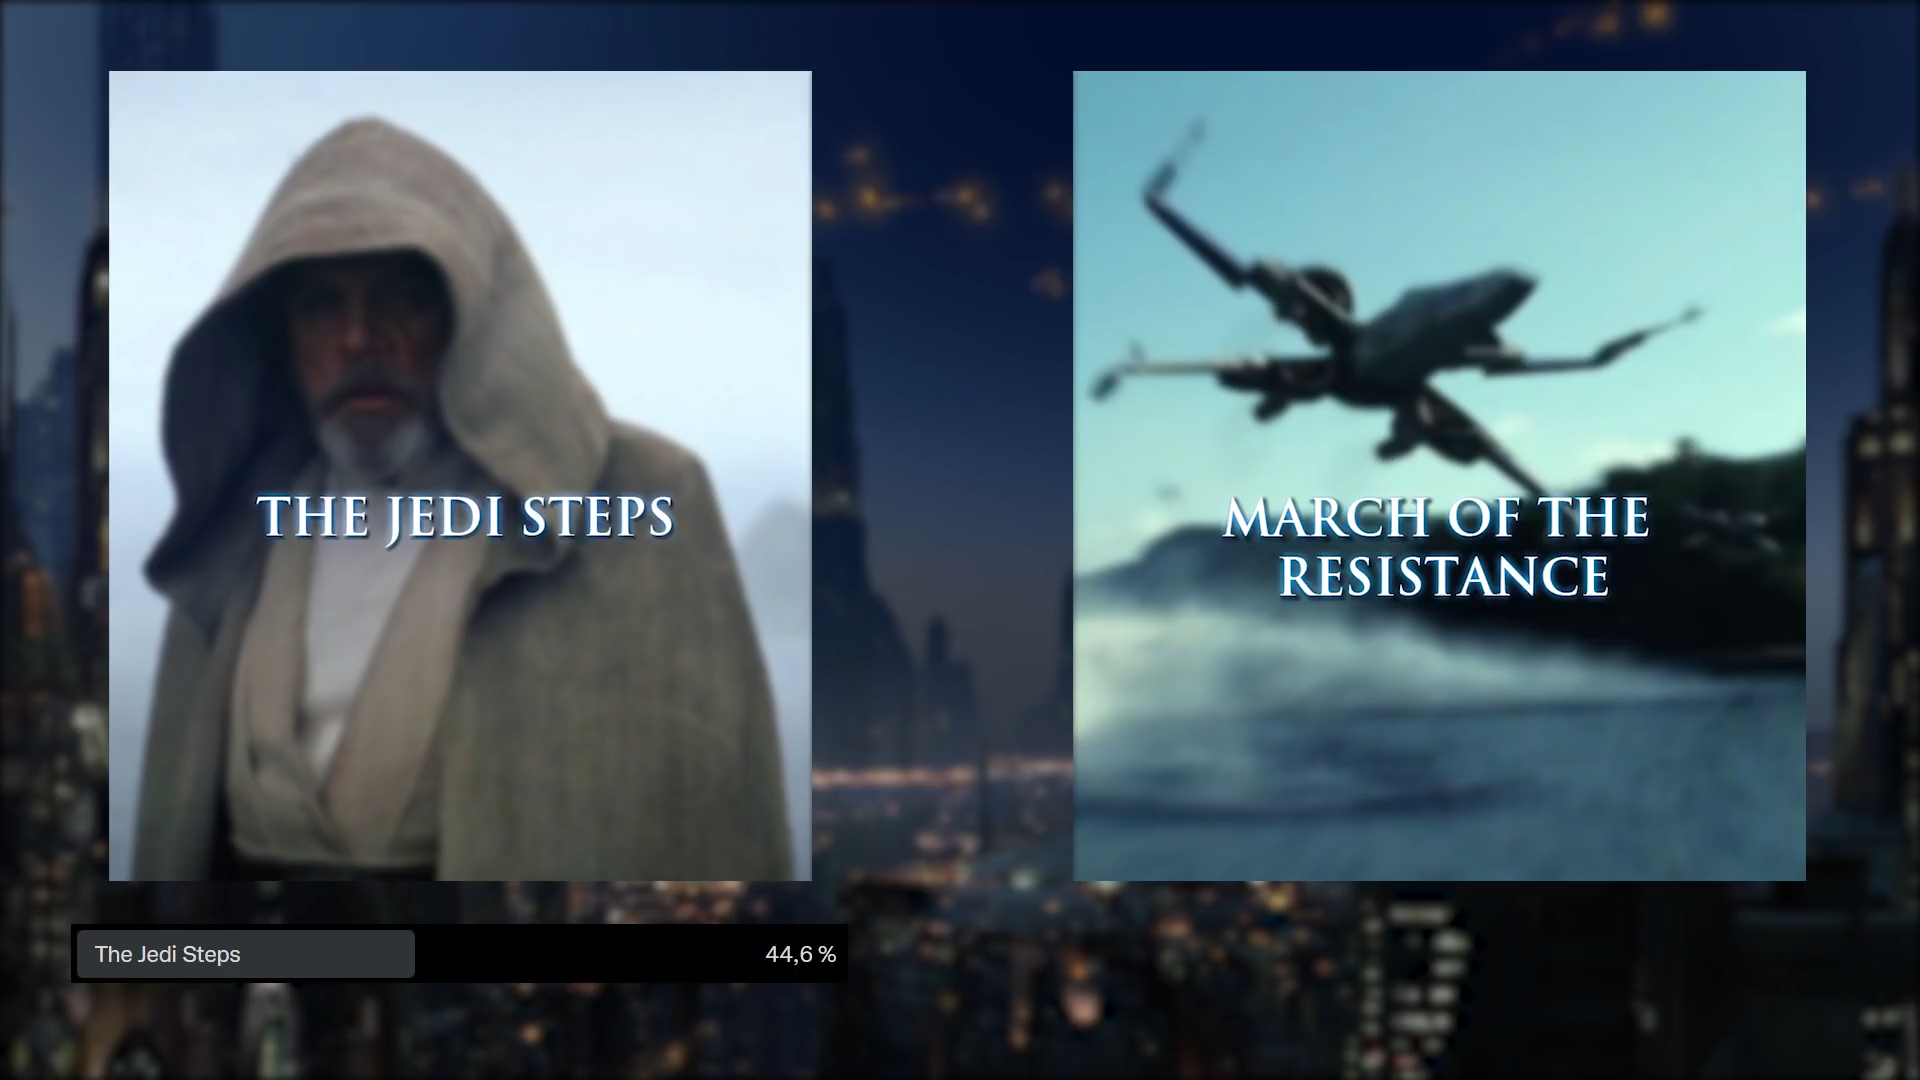 THE JEDI STEPS
MARCH OF THE
RESISTANCE
The Jedi Steps 44,6 %